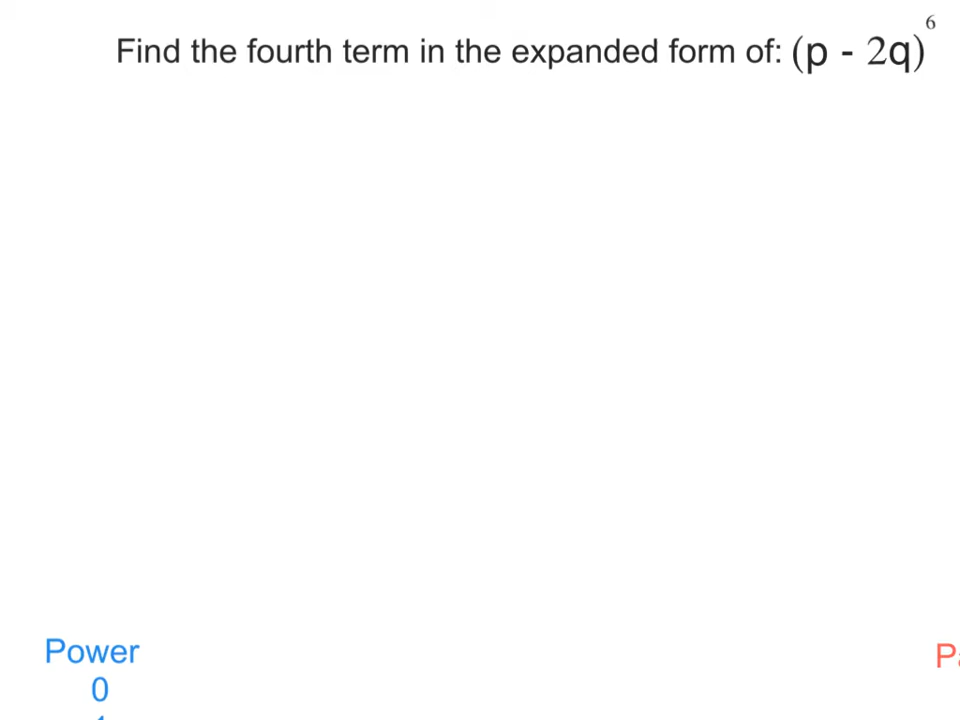 Find the fourth term in the expanded form of: (p - 2q)⁶
Power
0